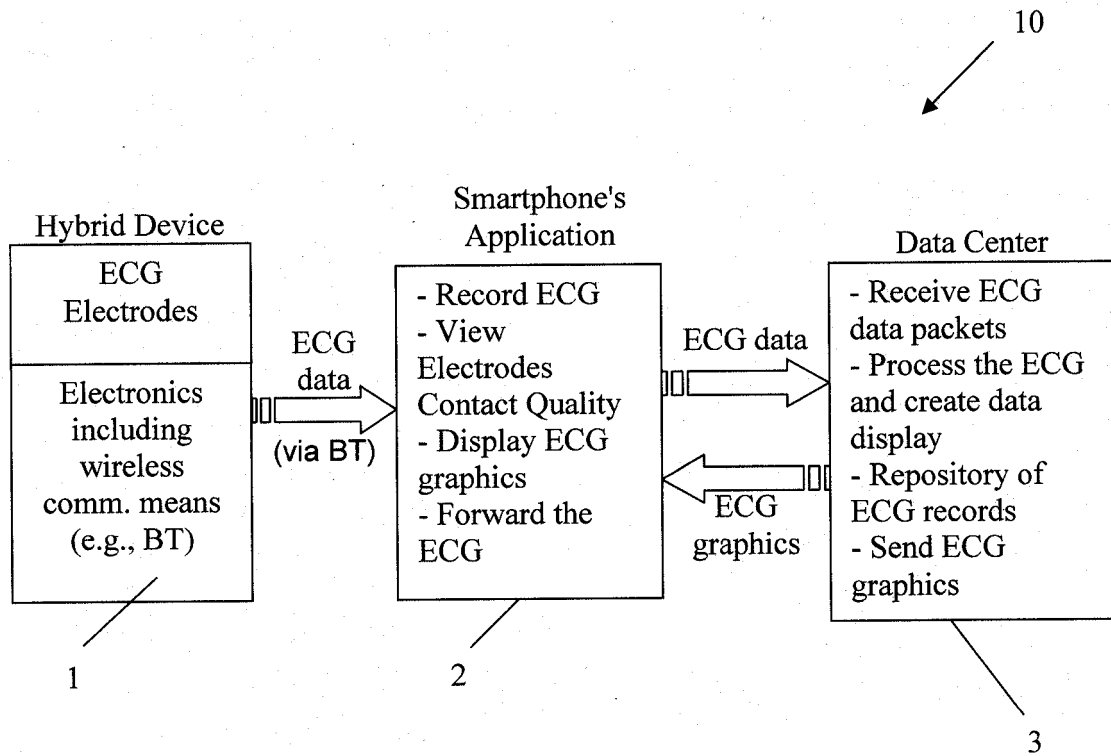 10
Hybrid Device
ECG
Electrodes
Electronics
including
wireless
comm. means
(e.g., BT)
1
ECG
data
(via BT)
Smartphone's
Application
- Record ECG
- View
Electrodes
Contact Quality
- Display ECG
graphics
- Forward the
ECG
2
ECG data
ECG
graphics
Data Center
- Receive ECG
data packets
- Process the ECG
and create data
display
- Repository of
ECG records
- Send ECG
graphics
3